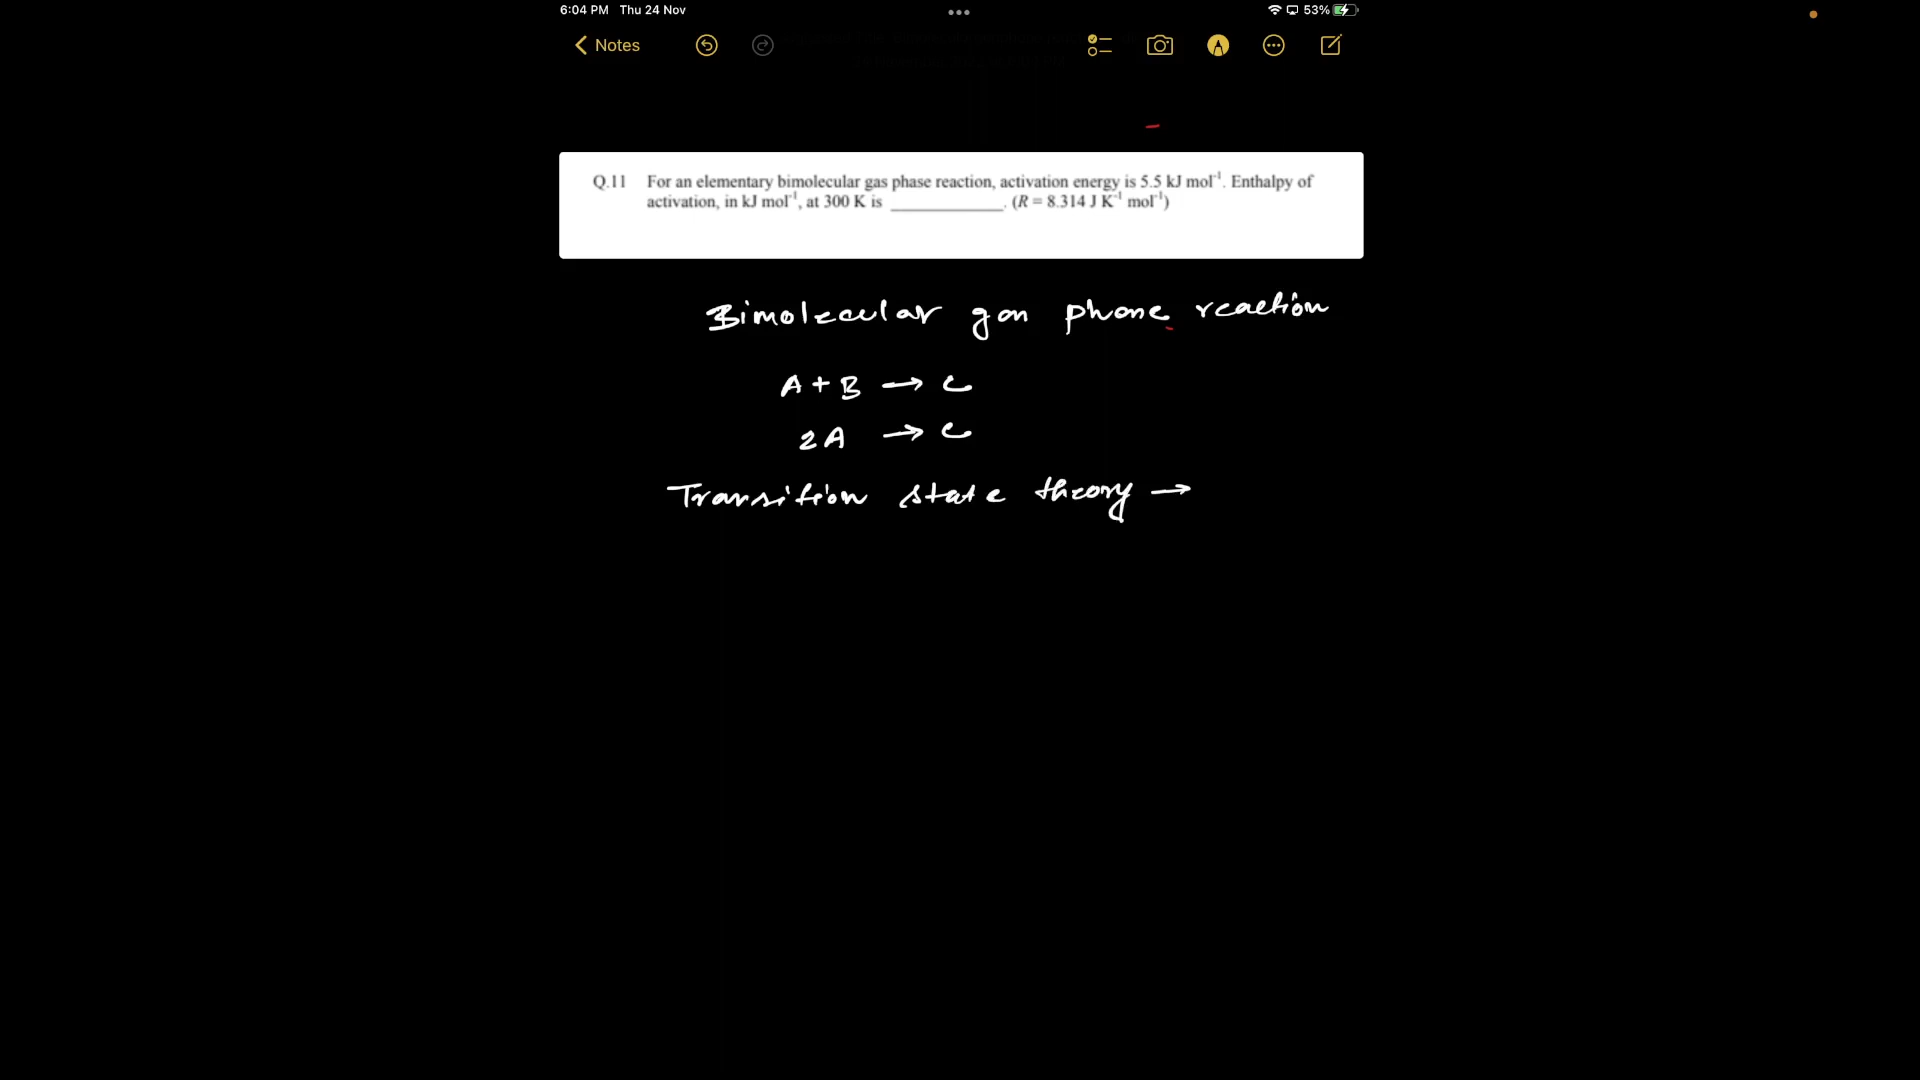 6:04 PM Thu 24 Nov
53%
Notes
Q.11 For an elementary bimolecular gas phase reaction, activation energy is 5.5 kJ mol⁻¹. Enthalpy of
activation, in kJ mol⁻¹, at 300 K is ____________. (R = 8.314 J K⁻¹ mol⁻¹)
Bimolecular gas phase reaction
A + B → C
2A → C
Transition state theory →